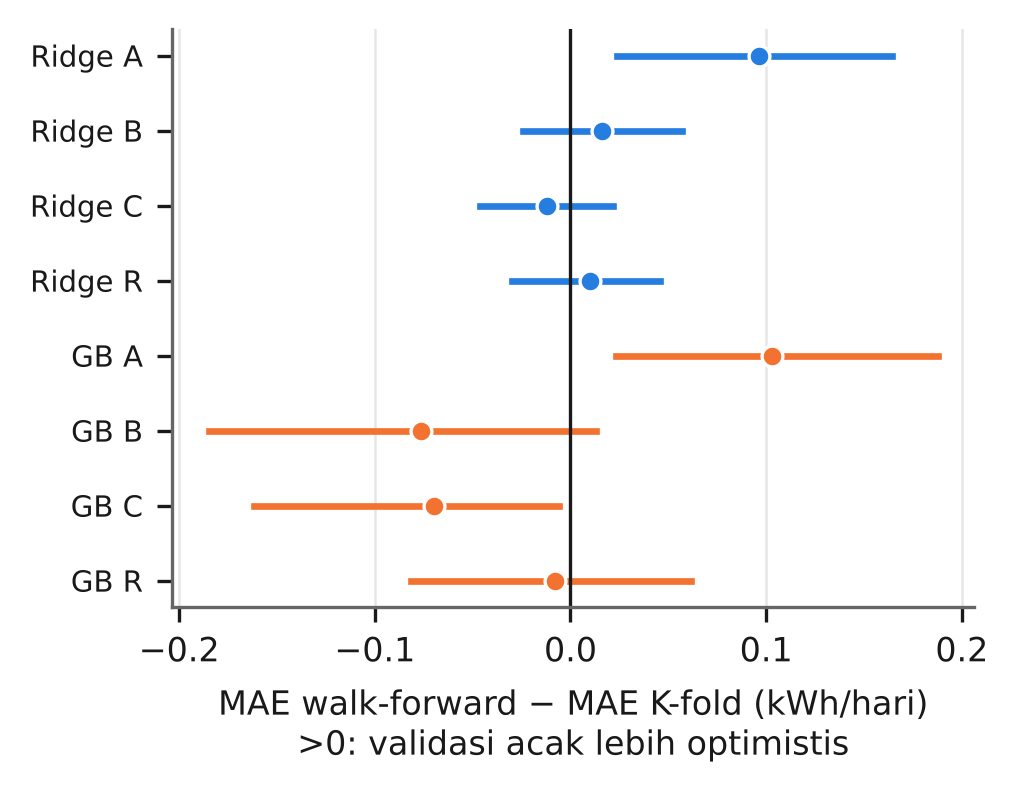 Ridge A
Ridge B
Ridge C
Ridge R
GB A
GB B
GB C
GB R
−0.2 −0.1 0.0 0.1 0.2
MAE walk-forward − MAE K-fold (kWh/hari)
>0: validasi acak lebih optimistis